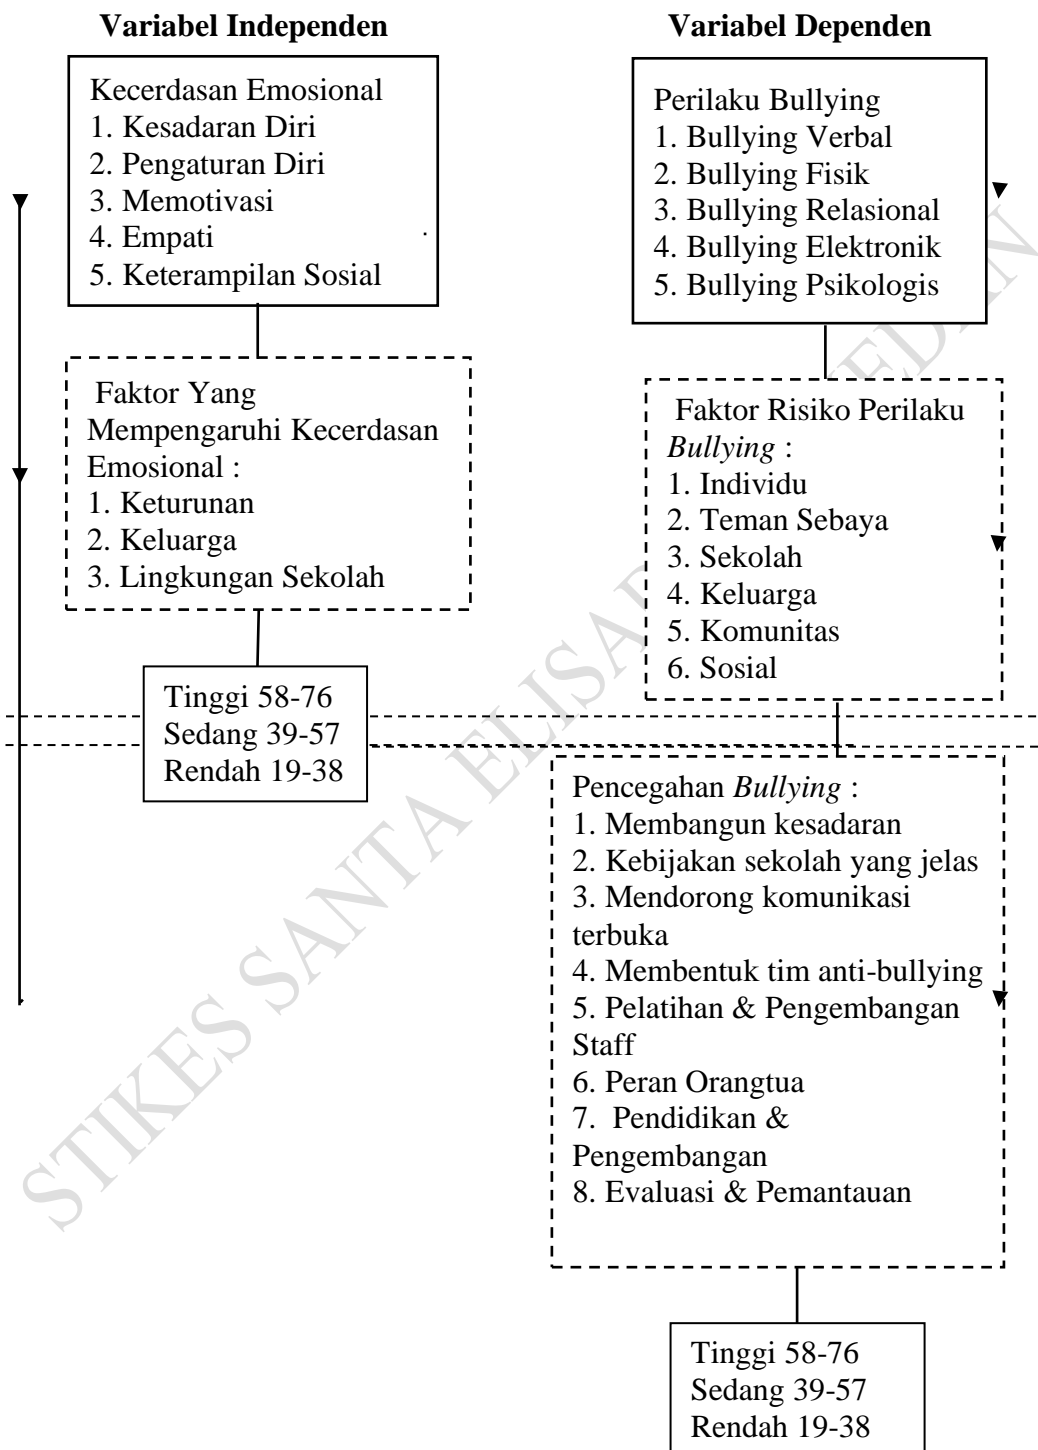 Variabel Independen
Kecerdasan Emosional
1. Kesadaran Diri
2. Pengaturan Diri
3. Memotivasi
4. Empati
5. Keterampilan Sosial
Faktor Yang
Mempengaruhi Kecerdasan
Emosional :
1. Keturunan
2. Keluarga
3. Lingkungan Sekolah
Tinggi 58-76
Sedang 39-57
Rendah 19-38
Variabel Dependen
Perilaku Bullying
1. Bullying Verbal
2. Bullying Fisik
3. Bullying Relasional
4. Bullying Elektronik
5. Bullying Psikologis
Faktor Risiko Perilaku
Bullying :
1. Individu
2. Teman Sebaya
3. Sekolah
4. Keluarga
5. Komunitas
6. Sosial
Pencegahan Bullying :
1. Membangun kesadaran
2. Kebijakan sekolah yang jelas
3. Mendorong komunikasi
terbuka
4. Membentuk tim anti-bullying
5. Pelatihan & Pengembangan
Staff
6. Peran Orangtua
7. Pendidikan &
Pengembangan
8. Evaluasi & Pemantauan
Tinggi 58-76
Sedang 39-57
Rendah 19-38
STIKES SANTA